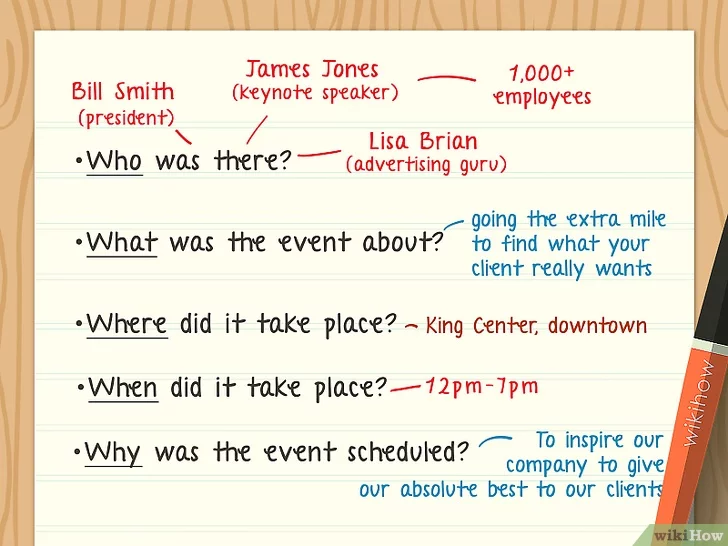 James Jones
(keynote speaker)
1,000+
employees
Bill Smith
(president)
Lisa Brian
(advertising guru)
•Who was there?
•What was the event about?
going the extra mile
to find what your
client really wants
•Where did it take place?
King Center, downtown
•When did it take place?
12pm-7pm
•Why was the event scheduled?
To inspire our
company to give
our absolute best to our clients
wikihow
wikiHow